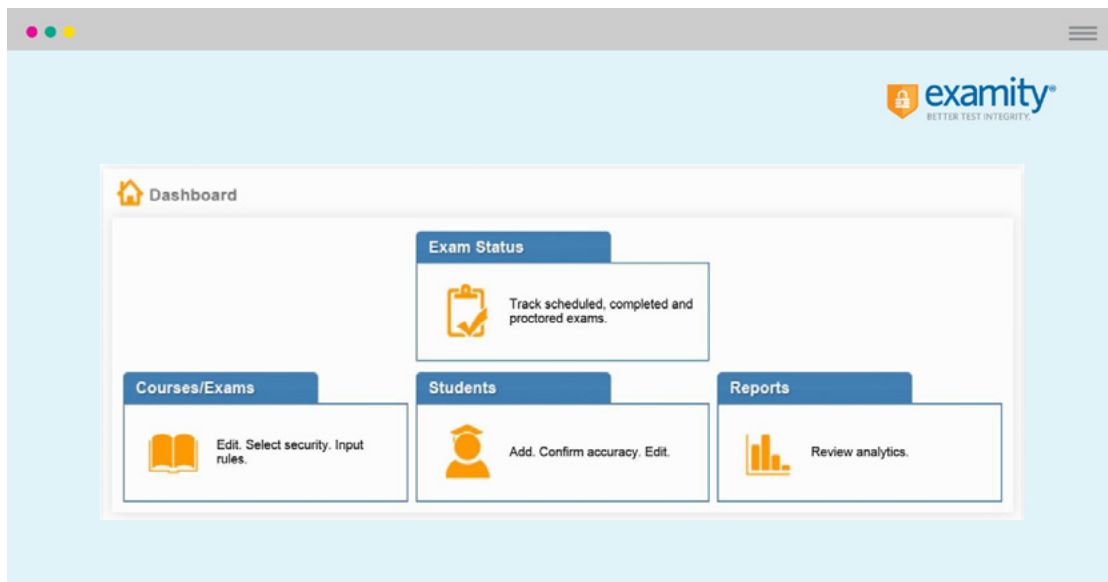 examity®
BETTER TEST INTEGRITY.
Dashboard
Exam Status
Track scheduled, completed and
proctored exams.
Courses/Exams
Edit. Select security. Input
rules.
Students
Add. Confirm accuracy. Edit.
Reports
Review analytics.